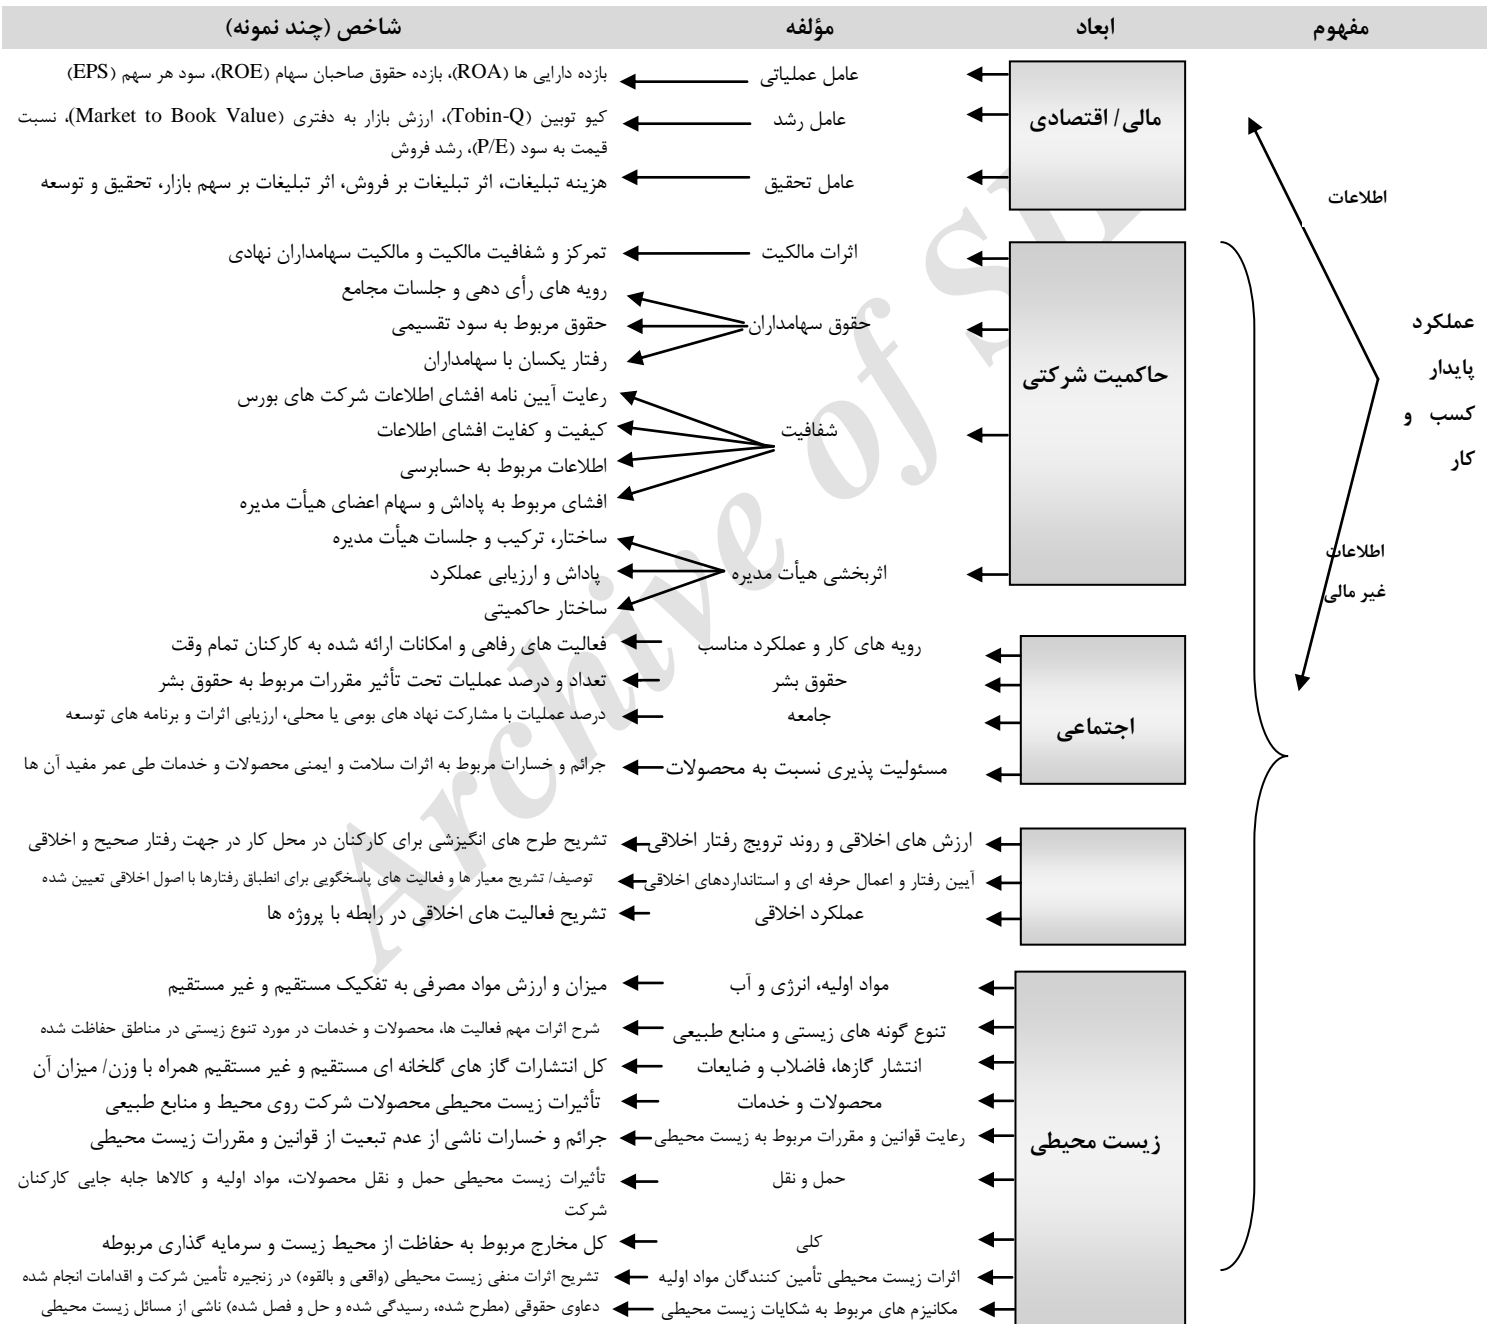 مفهوم ابعاد مؤلفه شاخص (چند نمونه)
عملکرد
پایدار
کسب و
کار
اطلاعات
اطلاعات
غیر مالی
مالی/ اقتصادی
عامل عملیاتی
بازده دارایی ها (ROA)، بازده حقوق صاحبان سهام (ROE)، سود هر سهم (EPS)
عامل رشد
کیو توبین (Tobin-Q)، ارزش بازار به دفتری (Market to Book Value)، نسبت
قیمت به سود (P/E)، رشد فروش
عامل تحقیق
هزینه تبلیغات، اثر تبلیغات بر فروش، اثر تبلیغات بر سهم بازار، تحقیق و توسعه
حاکمیت شرکتی
اثرات مالکیت
تمرکز و شفافیت مالکیت و مالکیت سهامداران نهادی
حقوق سهامداران
رویه های رأی دهی و جلسات مجامع
حقوق مربوط به سود تقسیمی
رفتار یکسان با سهامداران
شفافیت
رعایت آیین نامه افشای اطلاعات شرکت های بورس
کیفیت و کفایت افشای اطلاعات
اطلاعات مربوط به حسابرسی
افشای مربوط به پاداش و سهام اعضای هیأت مدیره
اثربخشی هیأت مدیره
ساختار، ترکیب و جلسات هیأت مدیره
پاداش و ارزیابی عملکرد
ساختار حاکمیتی
اجتماعی
رویه های کار و عملکرد مناسب
فعالیت های رفاهی و امکانات ارائه شده به کارکنان تمام وقت
حقوق بشر
تعداد و درصد عملیات تحت تأثیر مقررات مربوط به حقوق بشر
جامعه
درصد عملیات با مشارکت نهاد های بومی یا محلی، ارزیابی اثرات و برنامه های توسعه
مسئولیت پذیری نسبت به محصولات
جرائم و خسارات مربوط به اثرات سلامت و ایمنی محصولات و خدمات طی عمر مفید آن ها
ارزش های اخلاقی و روند ترویج رفتار اخلاقی
تشریح طرح های انگیزشی برای کارکنان در محل کار در جهت رفتار صحیح و اخلاقی
آیین رفتار و اعمال حرفه ای و استانداردهای اخلاقی
توصیف/ تشریح معیار ها و فعالیت های پاسخگویی برای انطباق رفتارها با اصول اخلاقی تعیین شده
عملکرد اخلاقی
تشریح فعالیت های اخلاقی در رابطه با پروژه ها
زیست محیطی
مواد اولیه، انرژی و آب
میزان و ارزش مواد مصرفی به تفکیک مستقیم و غیر مستقیم
تنوع گونه های زیستی و منابع طبیعی
شرح اثرات مهم فعالیت ها، محصولات و خدمات در مورد تنوع زیستی در مناطق حفاظت شده
انتشار گازها، فاضلاب و ضایعات
کل انتشارات گاز های گلخانه ای مستقیم و غیر مستقیم همراه با وزن/ میزان آن
محصولات و خدمات
تأثیرات زیست محیطی محصولات شرکت روی محیط و منابع طبیعی
رعایت قوانین و مقررات مربوط به زیست محیطی
جرائم و خسارات ناشی از عدم تبعیت از قوانین و مقررات زیست محیطی
حمل و نقل
تأثیرات زیست محیطی حمل و نقل محصولات، مواد اولیه و کالاها جابه جایی کارکنان
شرکت
کلی
کل مخارج مربوط به حفاظت از محیط زیست و سرمایه گذاری مربوطه
اثرات زیست محیطی تأمین کنندگان مواد اولیه
تشریح اثرات منفی زیست محیطی (واقعی و بالقوه) در زنجیره تأمین شرکت و اقدامات انجام شده
مکانیزم های مربوط به شکایات زیست محیطی
دعاوی حقوقی (مطرح شده، رسیدگی شده و حل و فصل شده) ناشی از مسائل زیست محیطی
Archive of